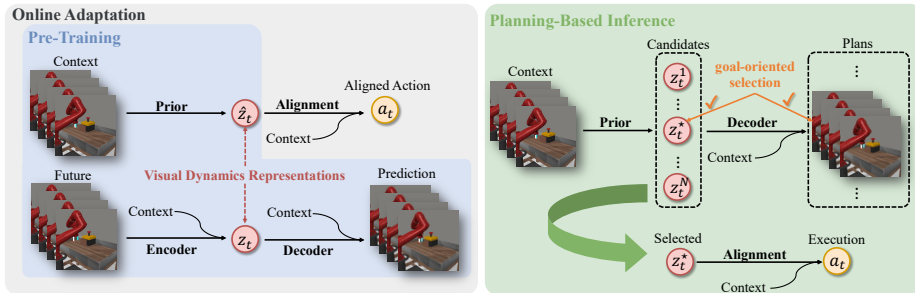 Online Adaptation
Pre-Training
Context
Prior
ẑ_t
Alignment
Context
Aligned Action
a_t
Visual Dynamics Representations
Future
Context
Encoder
z_t
Context
Decoder
Prediction
Planning-Based Inference
Context
Prior
Candidates
z_t^1
⋯
z_t^⋆
⋯
z_t^N
goal-oriented
selection
Decoder
Context
Plans
⋯
⋯
Selected
z_t^⋆
Alignment
Context
Execution
a_t